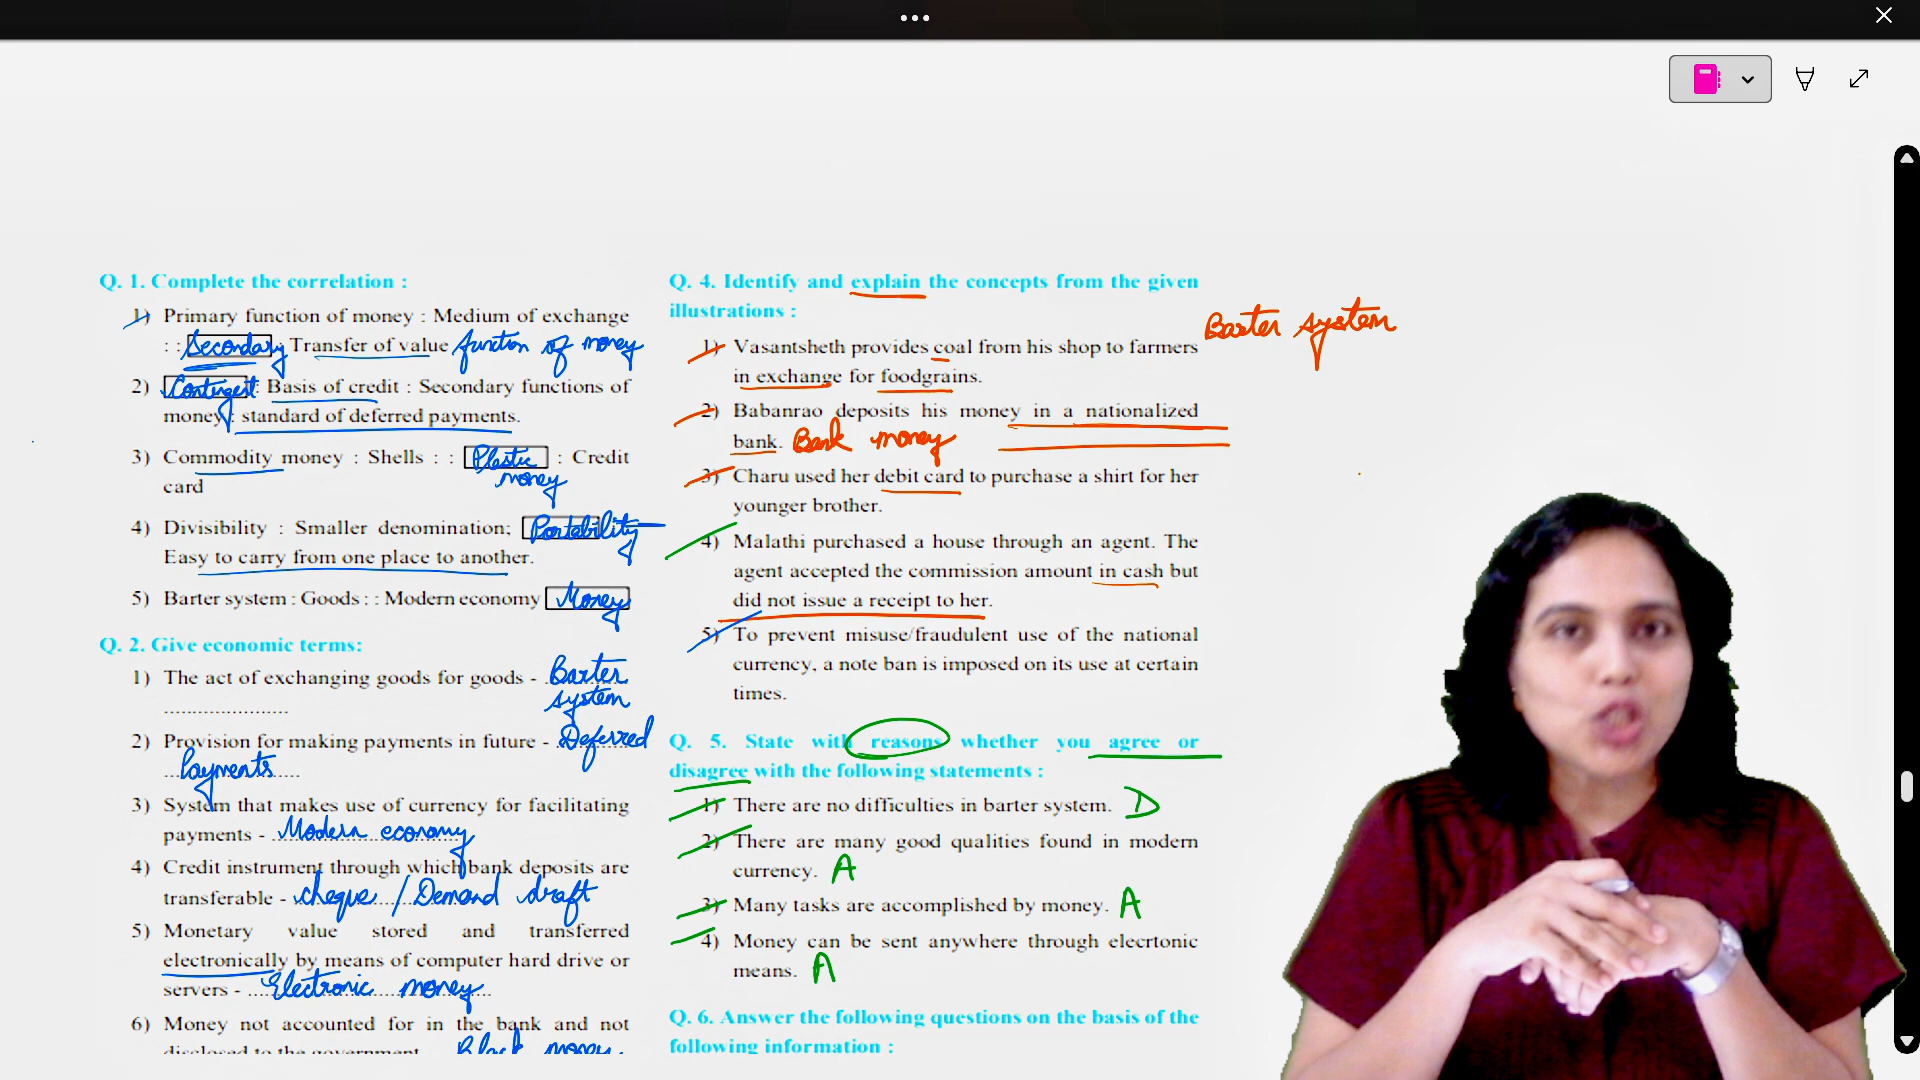 Q. 1. Complete the correlation :
1) Primary function of money : Medium of exchange
: : Secondary : Transfer of value function of money
2) Contingent : Basis of credit : Secondary functions of
money : standard of deferred payments.
3) Commodity money : Shells : : Plastic money : Credit
card
4) Divisibility : Smaller denomination; Portability
Easy to carry from one place to another.
5) Barter system : Goods : : Modern economy Money
Q. 2. Give economic terms:
1) The act of exchanging goods for goods - Barter
system
2) Provision for making payments in future - Deferred
Payments
3) System that makes use of currency for facilitating
payments - Modern economy
4) Credit instrument through which bank deposits are
transferable - cheque / Demand draft
5) Monetary value stored and transferred
electronically by means of computer hard drive or
servers - Electronic money
6) Money not accounted for in the bank and not
disclosed to the government Black money.
Q. 4. Identify and explain the concepts from the given
illustrations :
Barter system
1) Vasantsheth provides coal from his shop to farmers
in exchange for foodgrains.
2) Babanrao deposits his money in a nationalized
bank. Bank money
3) Charu used her debit card to purchase a shirt for her
younger brother.
4) Malathi purchased a house through an agent. The
agent accepted the commission amount in cash but
did not issue a receipt to her.
5) To prevent misuse/fraudulent use of the national
currency, a note ban is imposed on its use at certain
times.
Q. 5. State with reasons whether you agree or
disagree with the following statements :
1) There are no difficulties in barter system. D
2) There are many good qualities found in modern
currency. A
3) Many tasks are accomplished by money. A
4) Money can be sent anywhere through elecrtonic
means. A
Q. 6. Answer the following questions on the basis of the
following information :